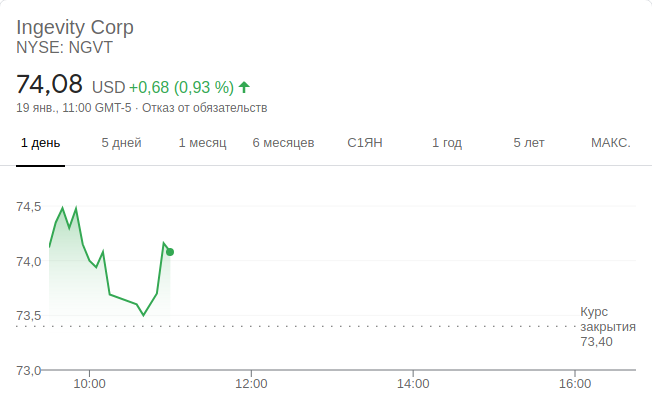 Ingevity Corp
NYSE: NGVT
74,08 USD +0,68 (0,93 %)
19 янв., 11:00 GMT-5 · Отказ от обязательств
1 день 5 дней 1 месяц 6 месяцев С1ЯН 1 год 5 лет МАКС.
74,5
74,0
73,5
Курс
закрытия
73,40
73,0
10:00 12:00 14:00 16:00